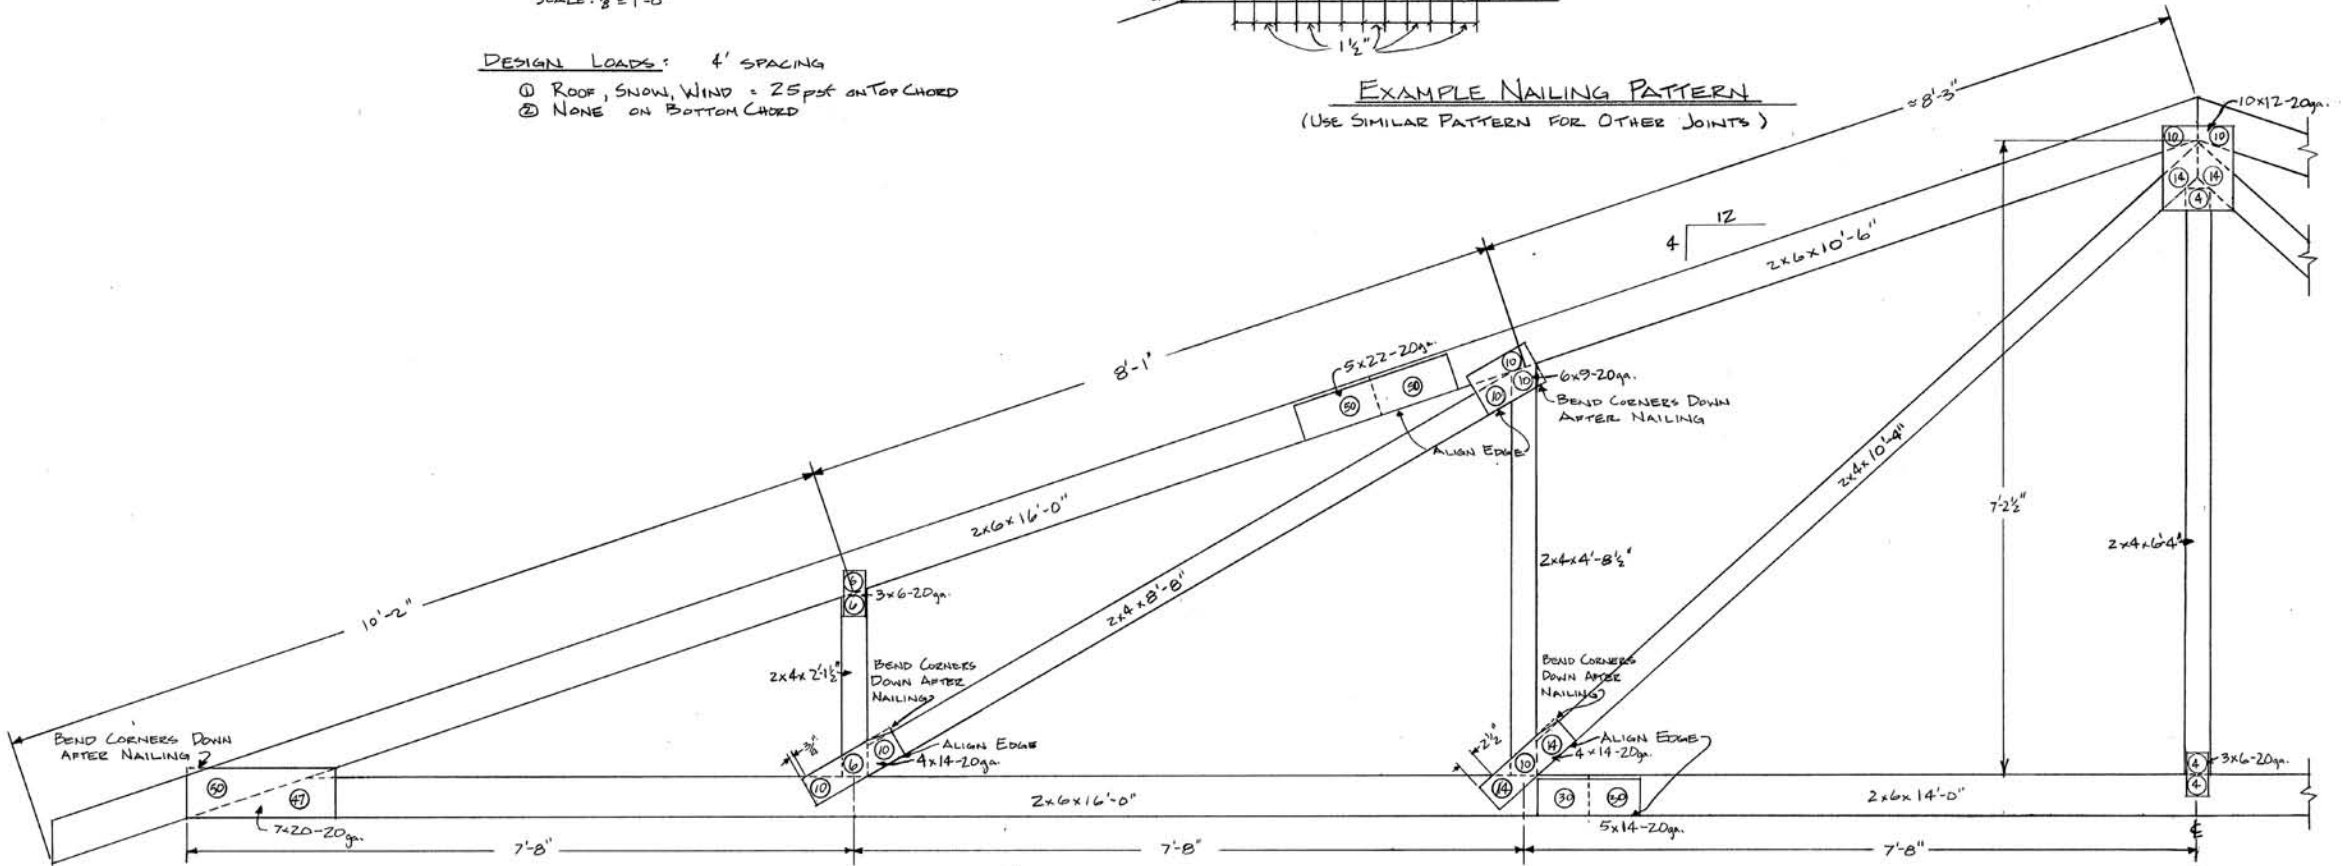 SCALE: ⅜"=1'-0"
1½"
DESIGN LOADS: 4' SPACING
① ROOF, SNOW, WIND = 25psf ON TOP CHORD
② NONE ON BOTTOM CHORD
EXAMPLE NAILING PATTERN
(USE SIMILAR PATTERN FOR OTHER JOINTS)
≈8'-3"
10x12-20ga.
10
10
14
14
4
12
4
2x6x10'-6"
8'-1"
5x22-20ga.
50
50
10
10
10
6x9-20ga.
BEND CORNERS DOWN
AFTER NAILING
ALIGN EDGE
2x4x10'-4"
7'-2½"
2x6x16'-0"
2x4x4'-8½"
2x4x6'-4"
10'-2"
6
6
3x6-20ga.
2x4x8'-8"
2x4x2'-1½"
BEND CORNERS
DOWN AFTER
NAILING
BEND CORNERS
DOWN AFTER
NAILING
BEND CORNERS DOWN
AFTER NAILING
10
6
10
ALIGN EDGE
4x14-20ga.
2½"
14
10
14
ALIGN EDGE
4x14-20ga.
4
4
3x6-20ga.
50
47
7x20-20ga.
2x6x16'-0"
30
30
5x14-20ga.
2x6x14'-0"
7'-8"
7'-8"
7'-8"
℄